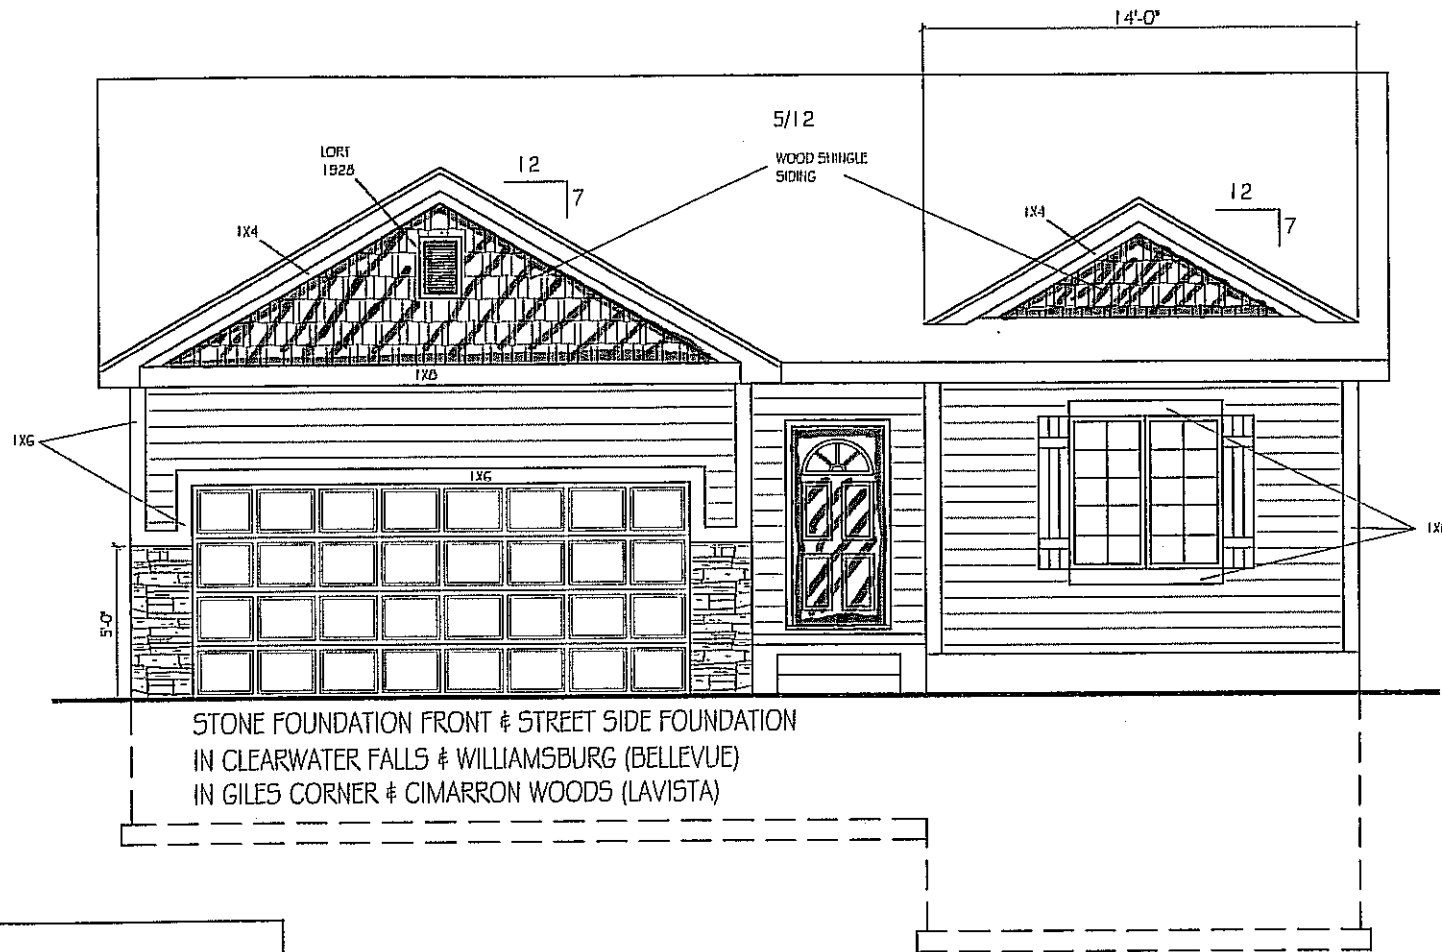 14'-0"
5/12
LORT
1928
12
7
WOOD SHINGLE
SIDING
12
7
1X4
1X4
1X8
1X6
1X6
5'-0"
STONE FOUNDATION FRONT & STREET SIDE FOUNDATION
IN CLEARWATER FALLS & WILLIAMSBURG (BELLEVUE)
IN GILES CORNER & CIMARRON WOODS (LAVISTA)